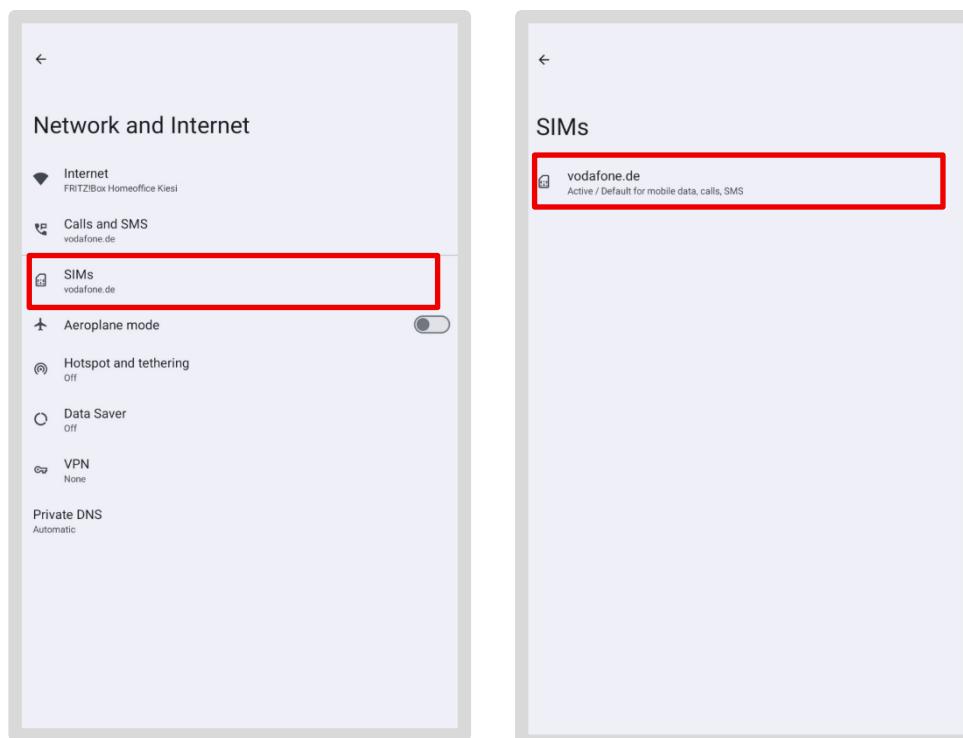 Network and Internet
Internet
FRITZ!Box Homeoffice Kiesi
Calls and SMS
vodafone.de
SIMs
vodafone.de
Aeroplane mode
Hotspot and tethering
Off
Data Saver
Off
VPN
None
Private DNS
Automatic
SIMs
vodafone.de
Active / Default for mobile data, calls, SMS